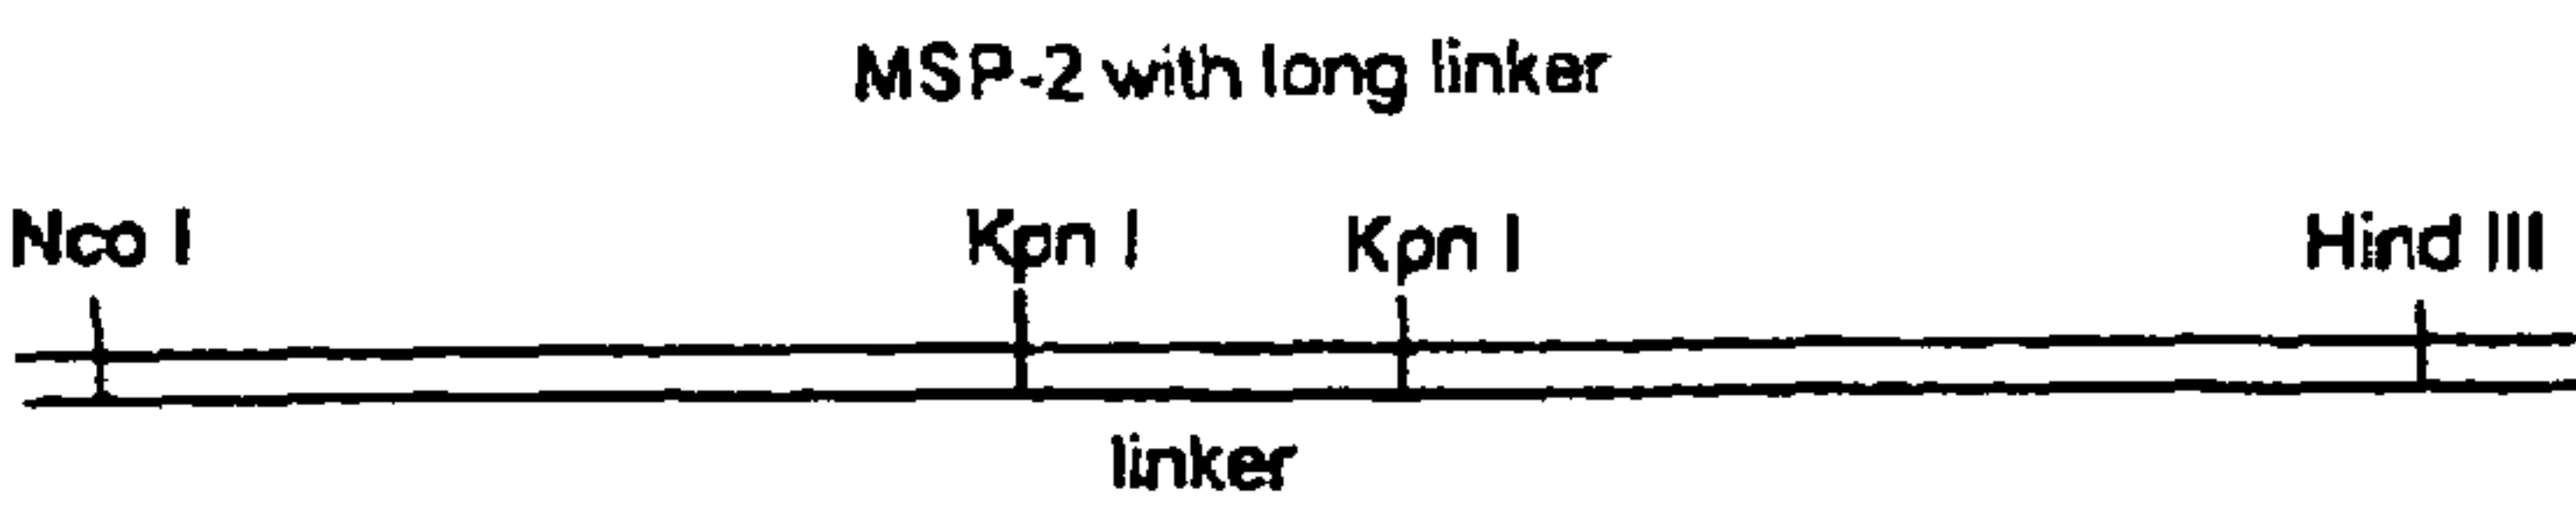 MSP-2 with long linker
Nco I Kpn I Kpn I Hind III
linker